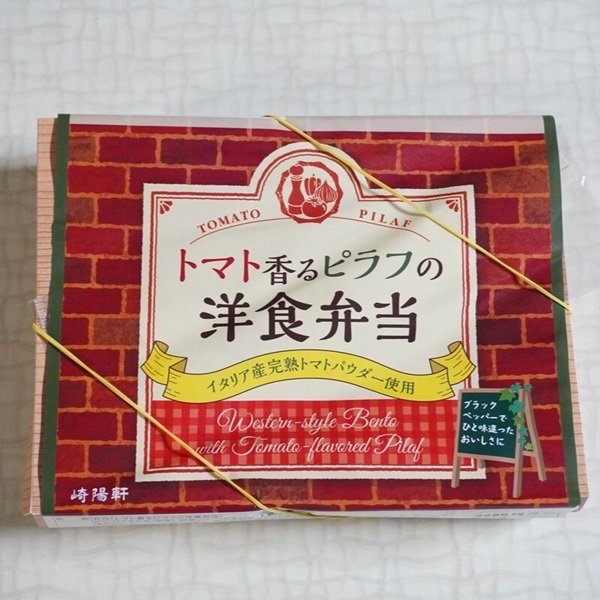 TOMATO PILAF
トマト香るピラフの
洋食弁当
イタリア産完熟トマトパウダー使用
Western-style Bento
with Tomato-flavored Pilaf
ブラック
ペッパーで
ひと味違った
おいしさに
崎陽軒